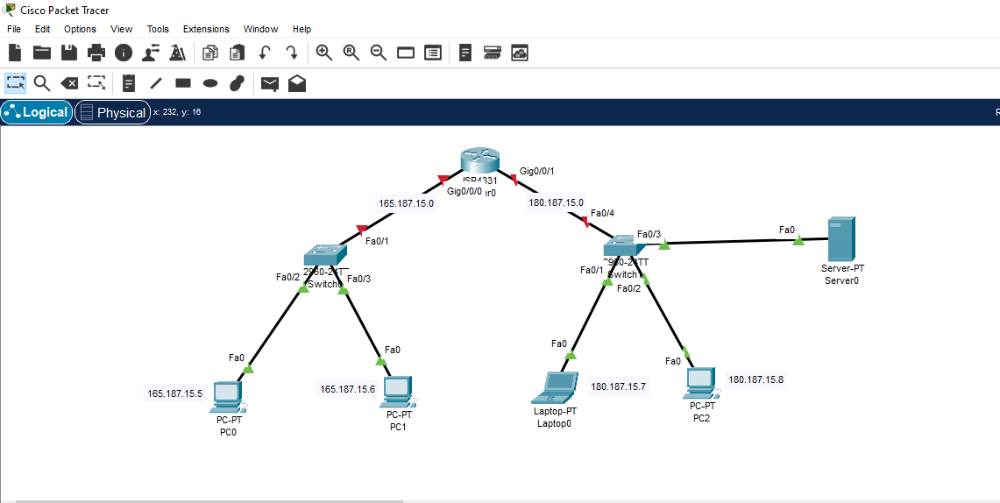 Cisco Packet Tracer
File Edit Options View Tools Extensions Window Help
Logical Physical x: 232, y: 16 R
Gig0/0/1
ISR4331
Gig0/0/0 er0
165.187.15.0
180.187.15.0
Fa0/4
Fa0/1
Fa0/3
Fa0
2960-24TT
Switch0
Fa0/2
Fa0/3
2960-24TT
Switch1
Fa0/1
Fa0/2
Server-PT
Server0
Fa0
Fa0
Fa0
Fa0
165.187.15.5
165.187.15.6
180.187.15.7
180.187.15.8
PC-PT
PC0
PC-PT
PC1
Laptop-PT
Laptop0
PC-PT
PC2